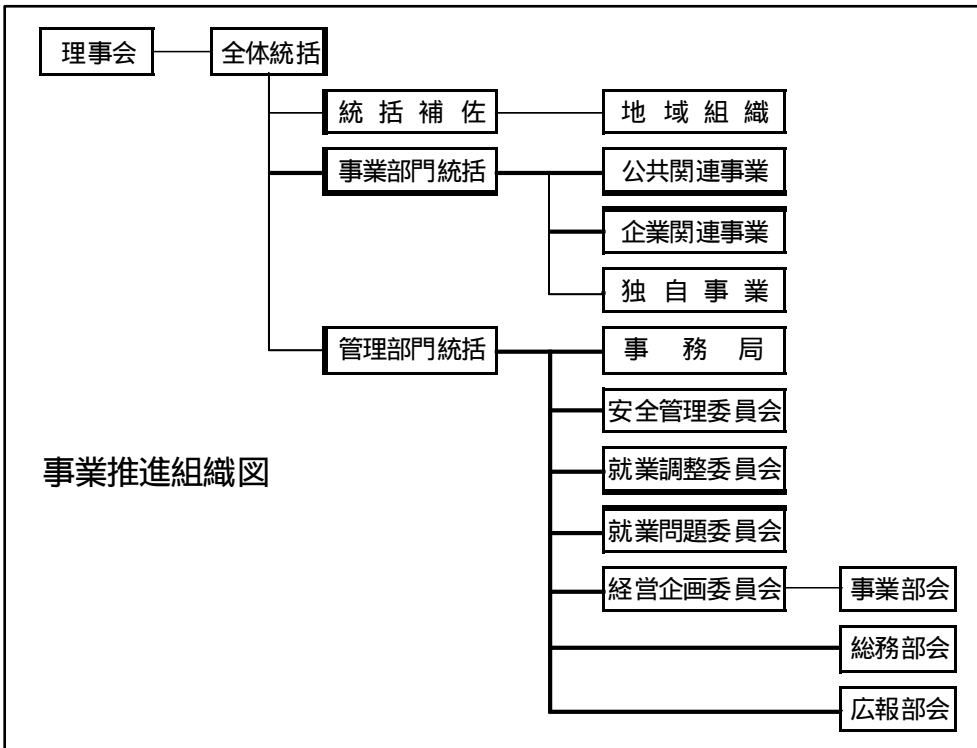 理事会 全体統括
統括補佐 地域組織
事業部門統括 公共関連事業
企業関連事業
独自事業
管理部門統括 事務局
安全管理委員会
就業調整委員会
事業推進組織図
就業問題委員会
経営企画委員会 事業部会
総務部会
広報部会